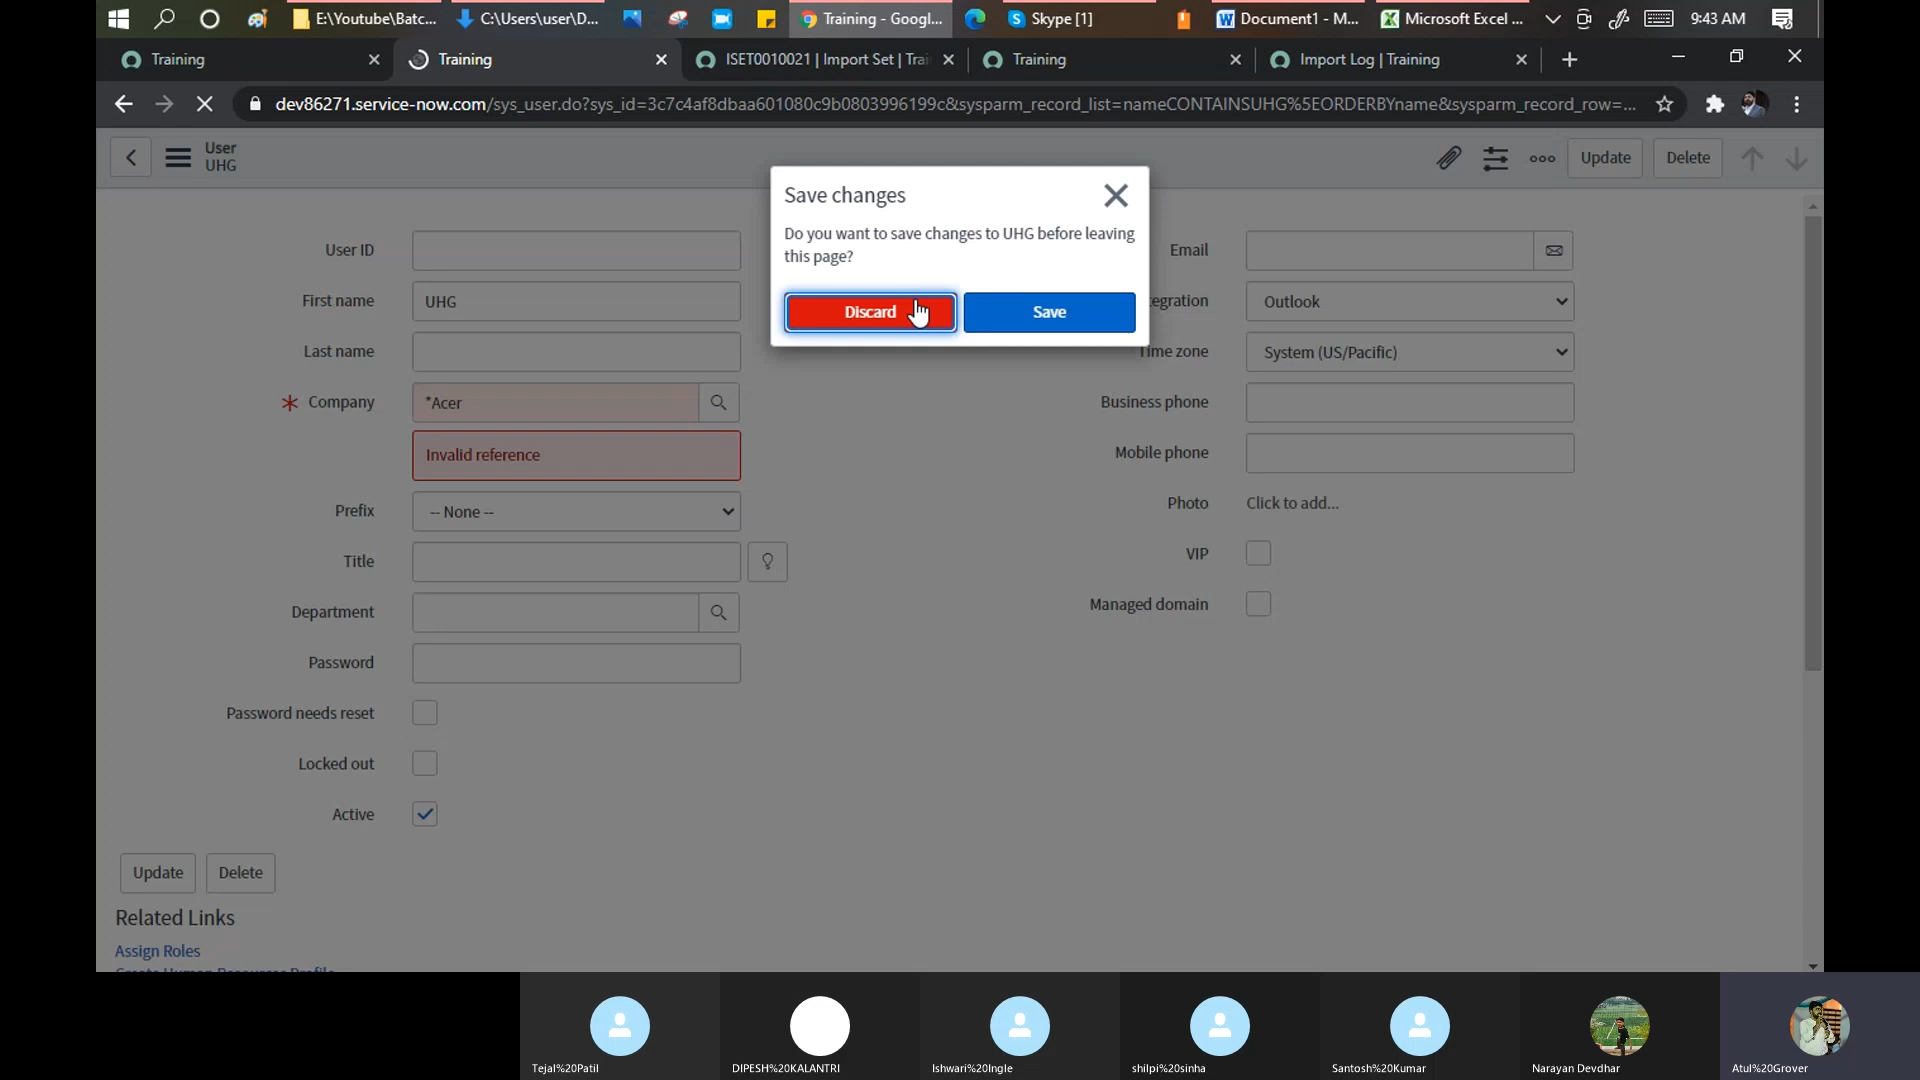 E:\Youtube\Batc...
C:\Users\user\D...
Training - Googl...
Skype [1]
Document1 - M...
Microsoft Excel ...
9:43 AM
Training
Training
ISET0010021 | Import Set | Trai
Training
Import Log | Training
dev86271.service-now.com/sys_user.do?sys_id=3c7c4af8dbaa601080c9b0803996199c&sysparm_record_list=nameCONTAINSUHG%5EORDERBYname&sysparm_record_row=...
User
UHG
Update
Delete
Save changes
Do you want to save changes to UHG before leaving
this page?
Discard
Save
User ID
First name
UHG
Last name
Company
*Acer
Invalid reference
Prefix
-- None --
Title
Department
Password
Password needs reset
Locked out
Active
Email
tegration
Outlook
Time zone
System (US/Pacific)
Business phone
Mobile phone
Photo
Click to add...
VIP
Managed domain
Update
Delete
Related Links
Assign Roles
Create Human Resources Profile
Tejal%20Patil
DIPESH%20KALANTRI
Ishwari%20Ingle
shilpi%20sinha
Santosh%20Kumar
Narayan Devdhar
Atul%20Grover